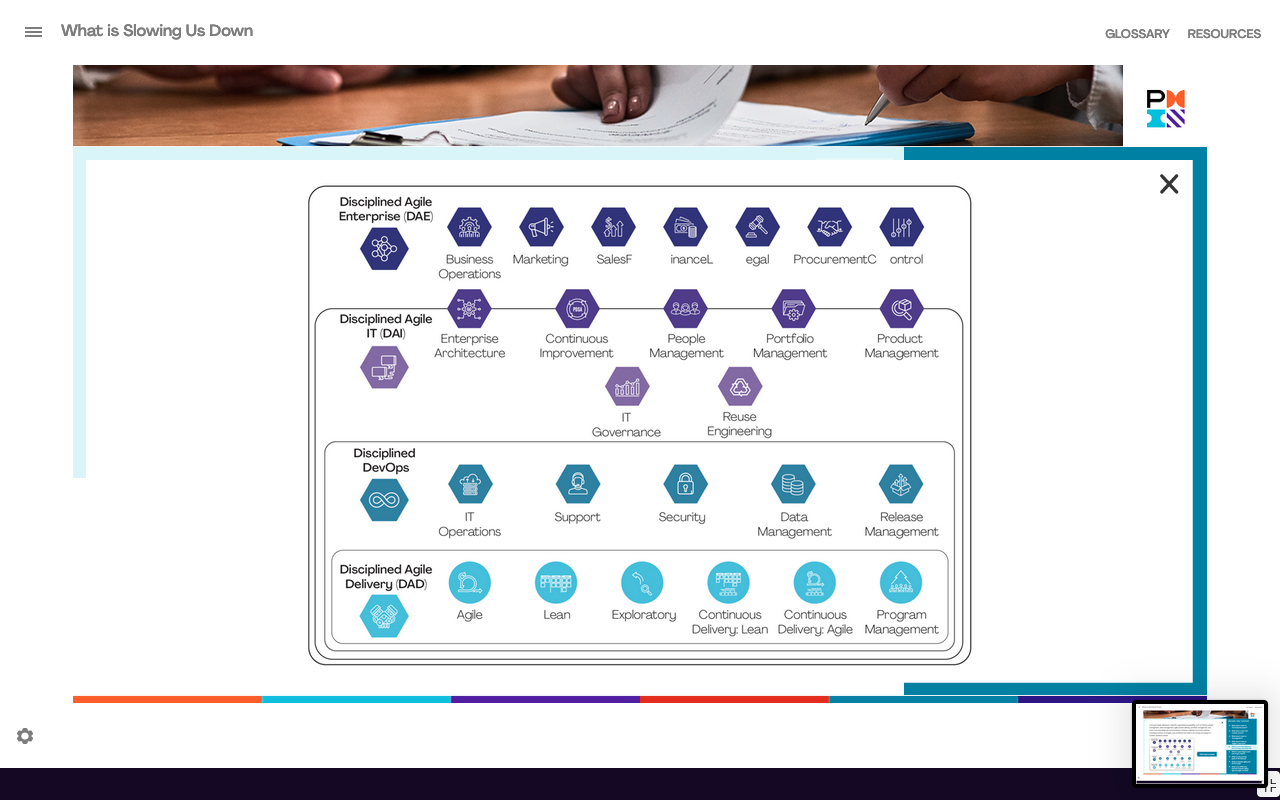 What is Slowing Us Down
GLOSSARY RESOURCES
PM
Disciplined Agile
Enterprise (DAE)
Business
Operations
Marketing
SalesF
inanceL
egal
ProcurementC
ontrol
Disciplined Agile
IT (DAI)
Enterprise
Architecture
Continuous
Improvement
People
Management
Portfolio
Management
Product
Management
IT
Governance
Reuse
Engineering
Disciplined
DevOps
IT
Operations
Support
Security
Data
Management
Release
Management
Disciplined Agile
Delivery (DAD)
Agile
Lean
Exploratory
Continuous
Delivery: Lean
Continuous
Delivery: Agile
Program
Management